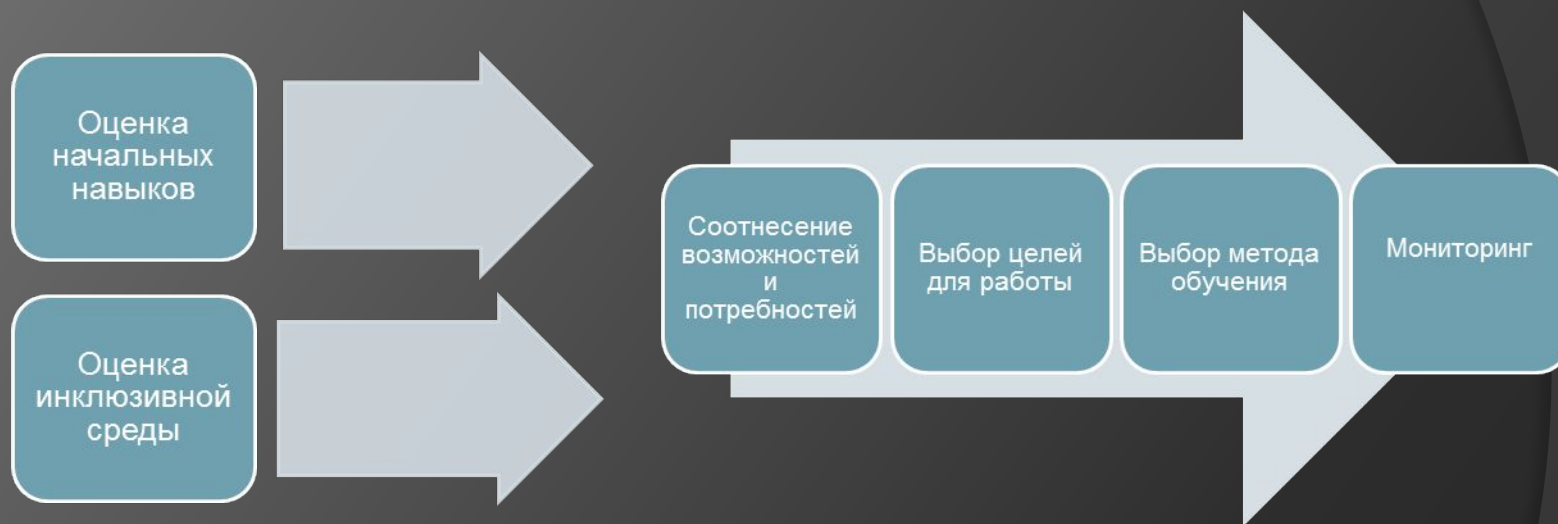 Оценка
начальных
навыков
Оценка
инклюзивной
среды
Соотнесение
возможностей
и
потребностей
Выбор целей
для работы
Выбор метода
обучения
Мониторинг